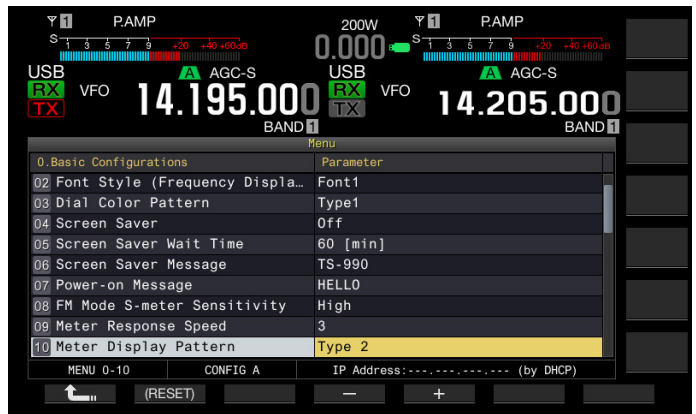 1 P.AMP 200W 1 P.AMP
S 1 3 5 7 9 +20 +40 +60dB 0.000 S 1 3 5 7 9 +20 +40 +60dB
USB A AGC-S USB A AGC-S
RX VFO 14.195.000 RX VFO 14.205.000
TX TX
BAND 1 BAND 1
Menu
0.Basic Configurations Parameter
02 Font Style (Frequency Displa… Font1
03 Dial Color Pattern Type1
04 Screen Saver Off
05 Screen Saver Wait Time 60 [min]
06 Screen Saver Message TS-990
07 Power-on Message HELLO
08 FM Mode S-meter Sensitivity High
09 Meter Response Speed 3
10 Meter Display Pattern Type 2
MENU 0-10 CONFIG A IP Address:---.---.---.--- (by DHCP)
(RESET) − +